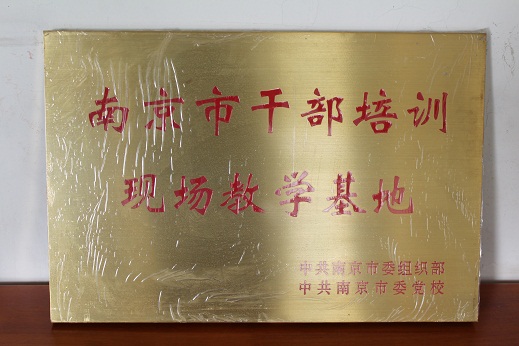 南京市干部培训
现场教学基地
中共南京市委组织部
中共南京市委党校